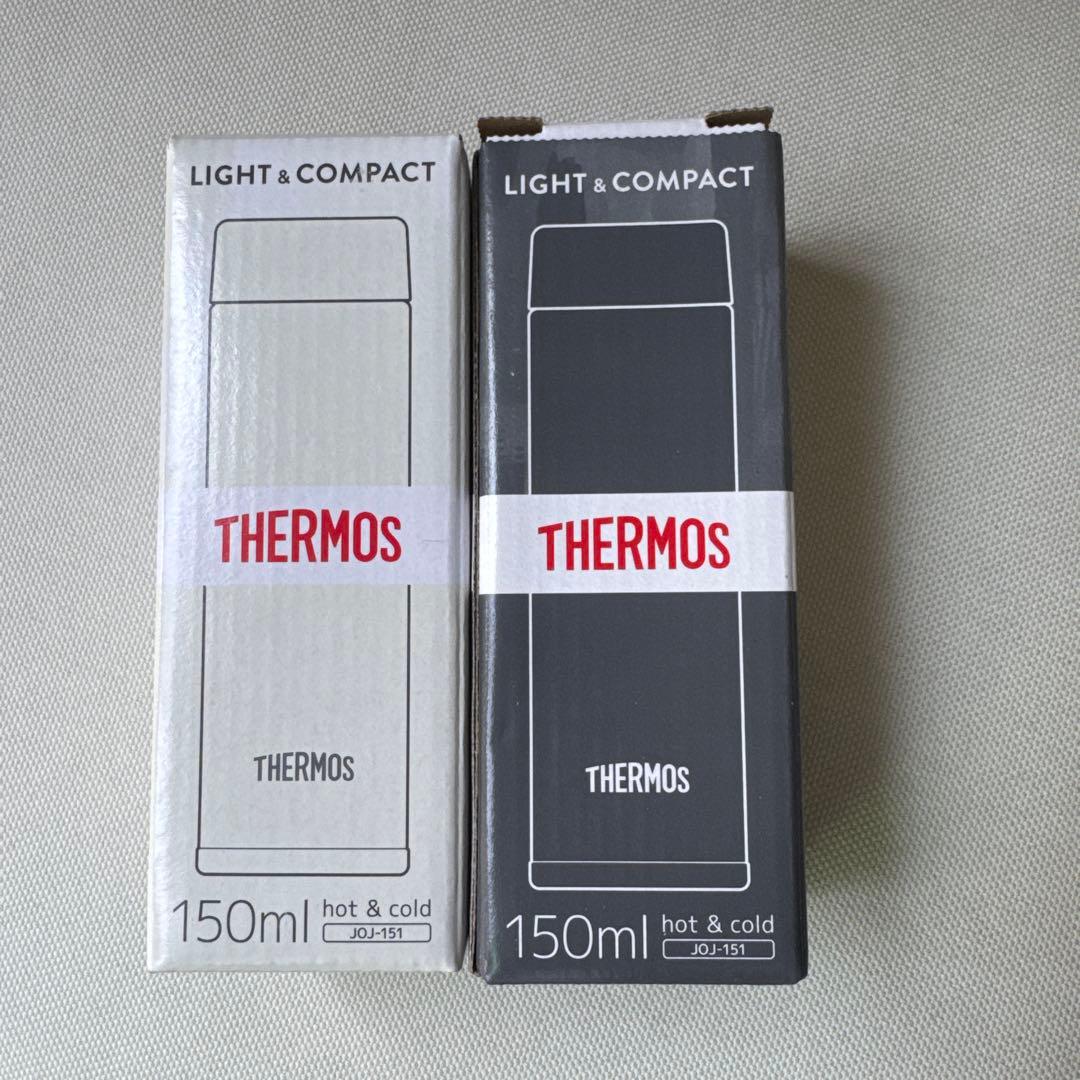 LIGHT & COMPACT
THERMOS
THERMOS
150ml hot & cold
JOJ-151
LIGHT & COMPACT
THERMOS
THERMOS
150ml hot & cold
JOJ-151